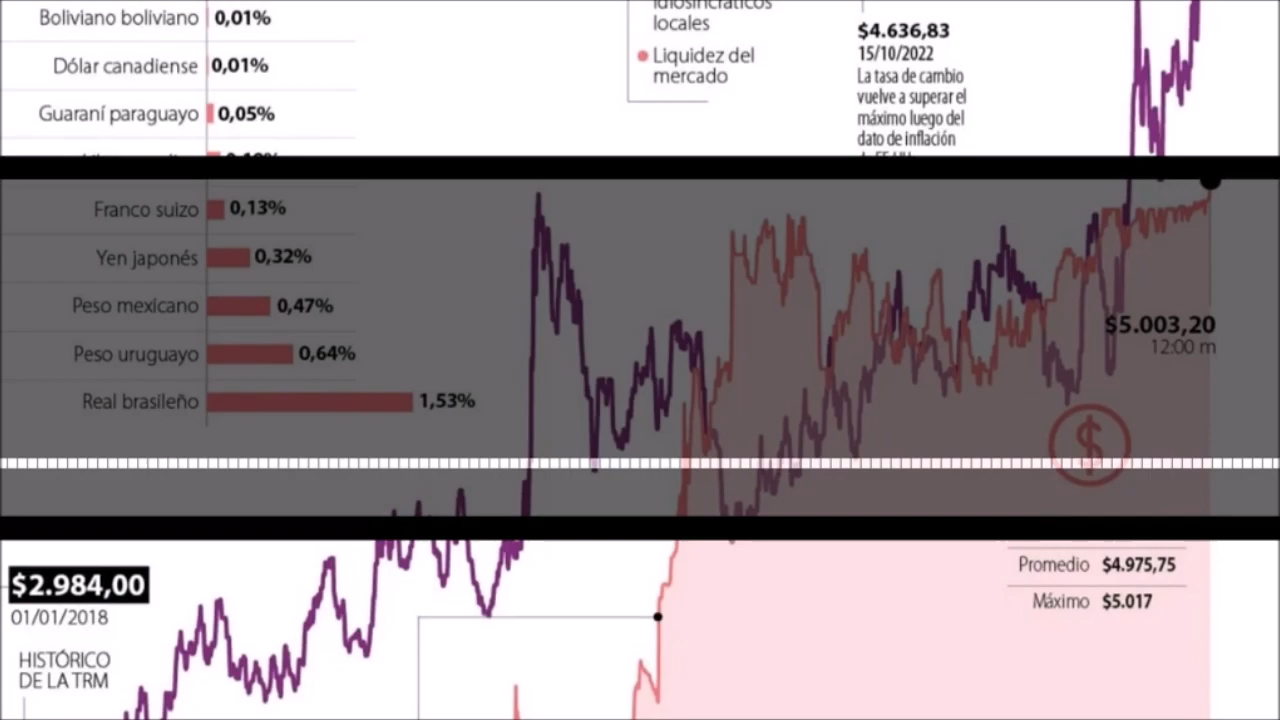 Boliviano boliviano 0,01%
Dólar canadiense 0,01%
Guaraní paraguayo 0,05%
locales
Liquidez del
mercado
$4.636,83
15/10/2022
La tasa de cambio
vuelve a superar el
máximo luego del
dato de inflación
Franco suizo 0,13%
Yen japonés 0,32%
Peso mexicano 0,47%
Peso uruguayo 0,64%
Real brasileño 1,53%
$5.003,20
12:00 m
$
$2.984,00
01/01/2018
HISTÓRICO
DE LA TRM
Promedio $4.975,75
Máximo $5.017